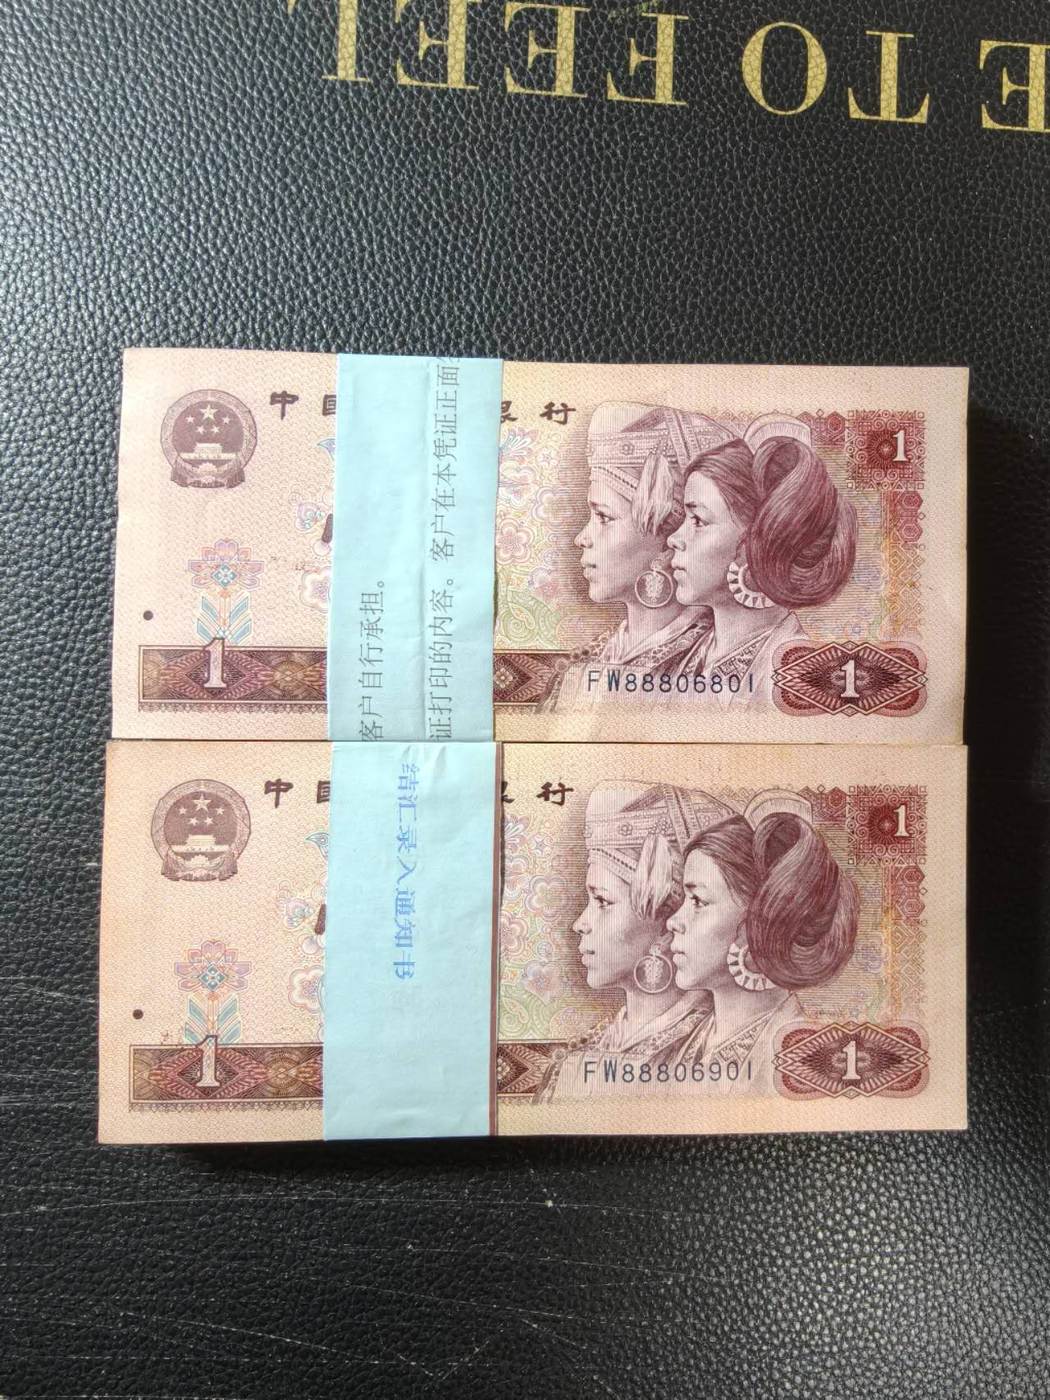 E TO FEEL
中国
银行
1
客户自行承担。
证打印的内容。客户在本凭证正面
1
FW88806801
1
中国
行
1
结汇录入通知书
1
FW88806901
1